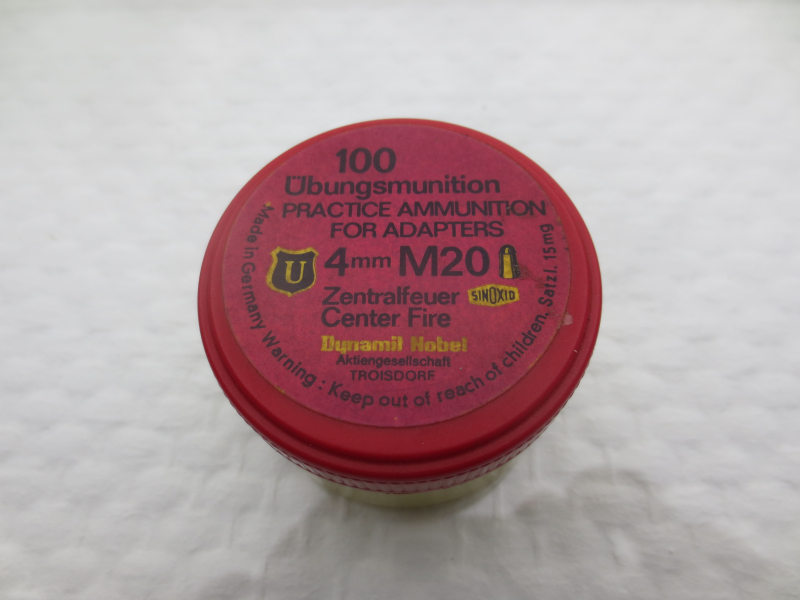 100
Übungsmunition
PRACTICE AMMUNITION
FOR ADAPTERS
U
4mm M20
Zentralfeuer
SINOXID
Center Fire
Dynamit Nobel
Aktiengesellschaft
TROISDORF
Made in Germany Warning : Keep out of reach of children. Satz l. 15mg